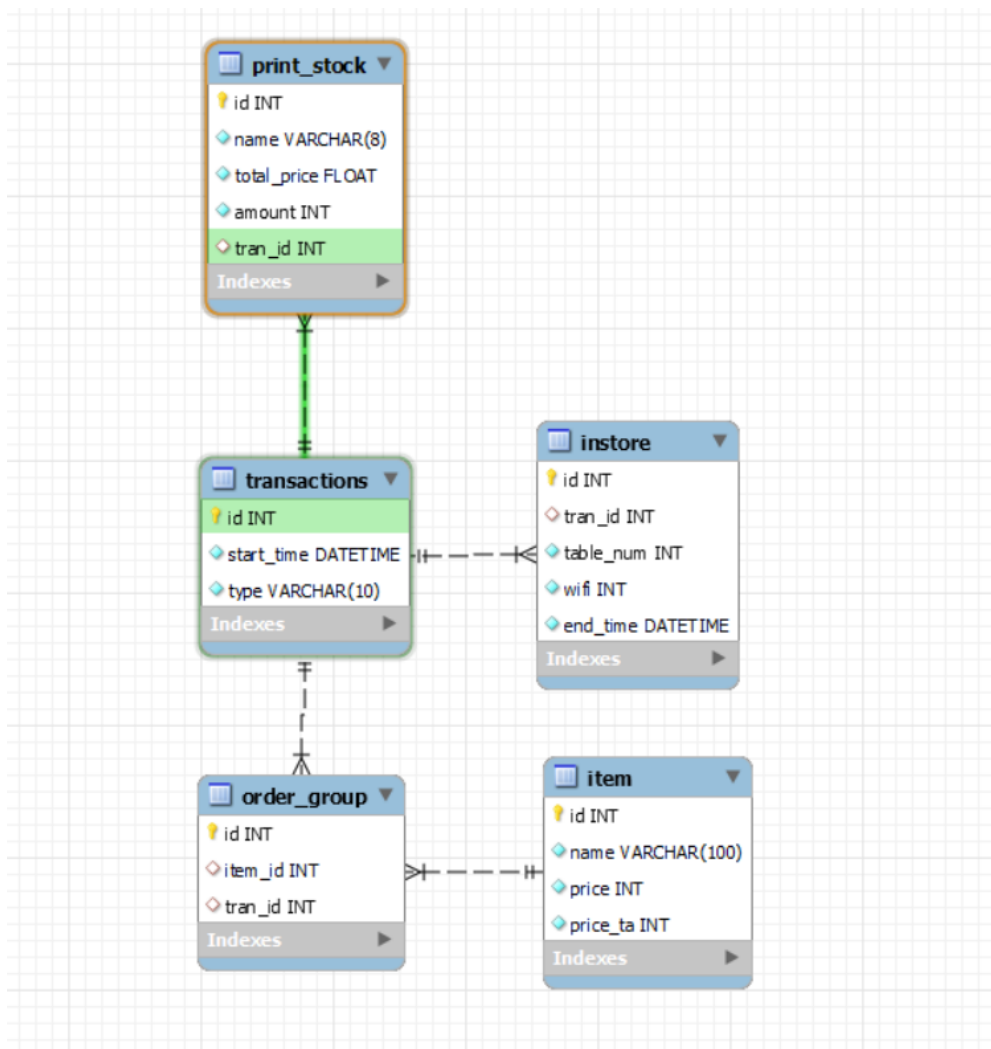 print_stock
id INT
name VARCHAR(8)
total_price FLOAT
amount INT
tran_id INT
Indexes
transactions
id INT
start_time DATETIME
type VARCHAR(10)
Indexes
instore
id INT
tran_id INT
table_num INT
wifi INT
end_time DATETIME
Indexes
order_group
id INT
item_id INT
tran_id INT
Indexes
item
id INT
name VARCHAR(100)
price INT
price_ta INT
Indexes